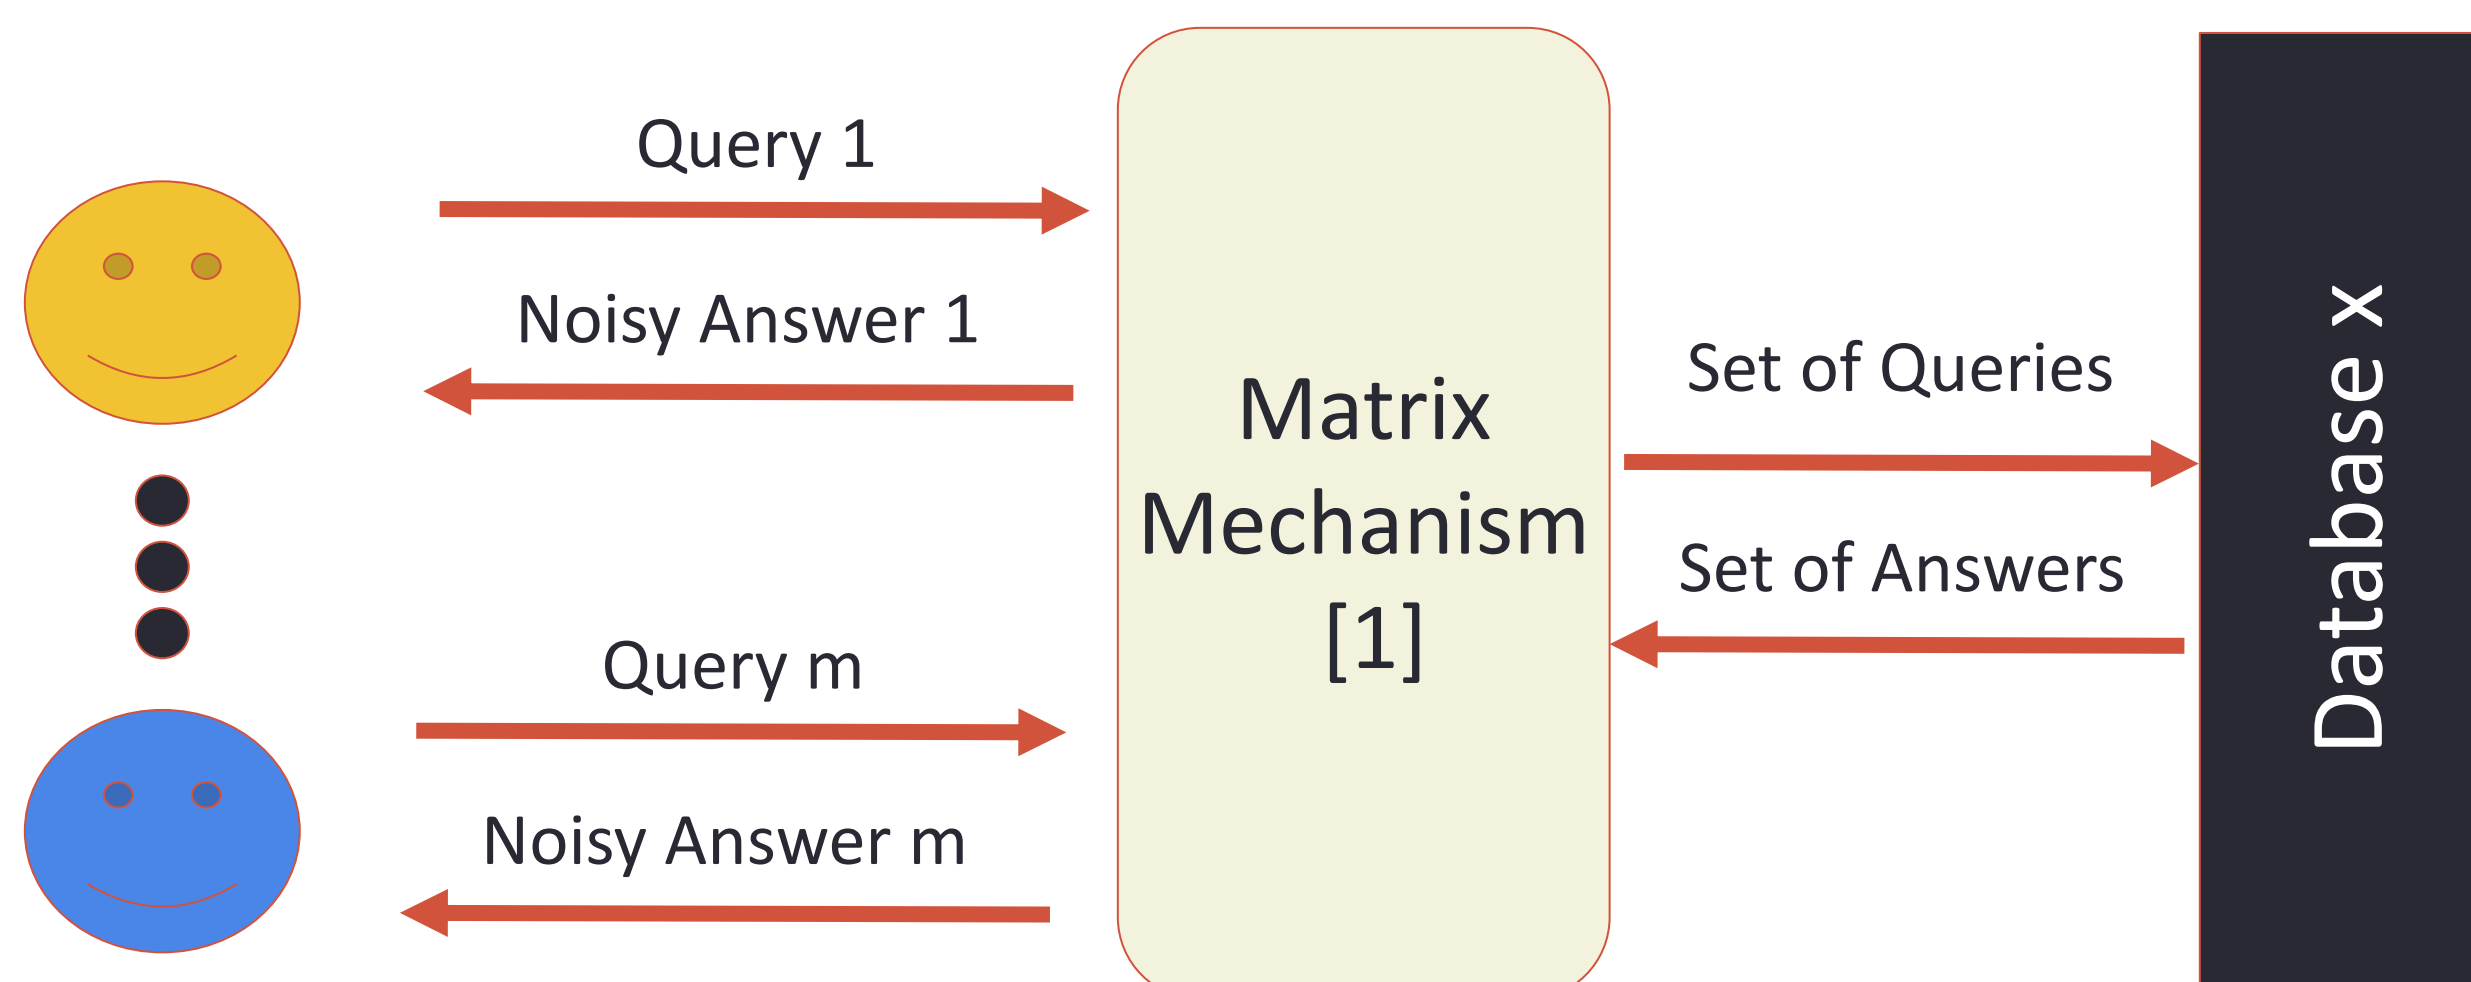 Query 1
Noisy Answer 1
Query m
Noisy Answer m
Matrix
Mechanism
[1]
Set of Queries
Set of Answers
Database x